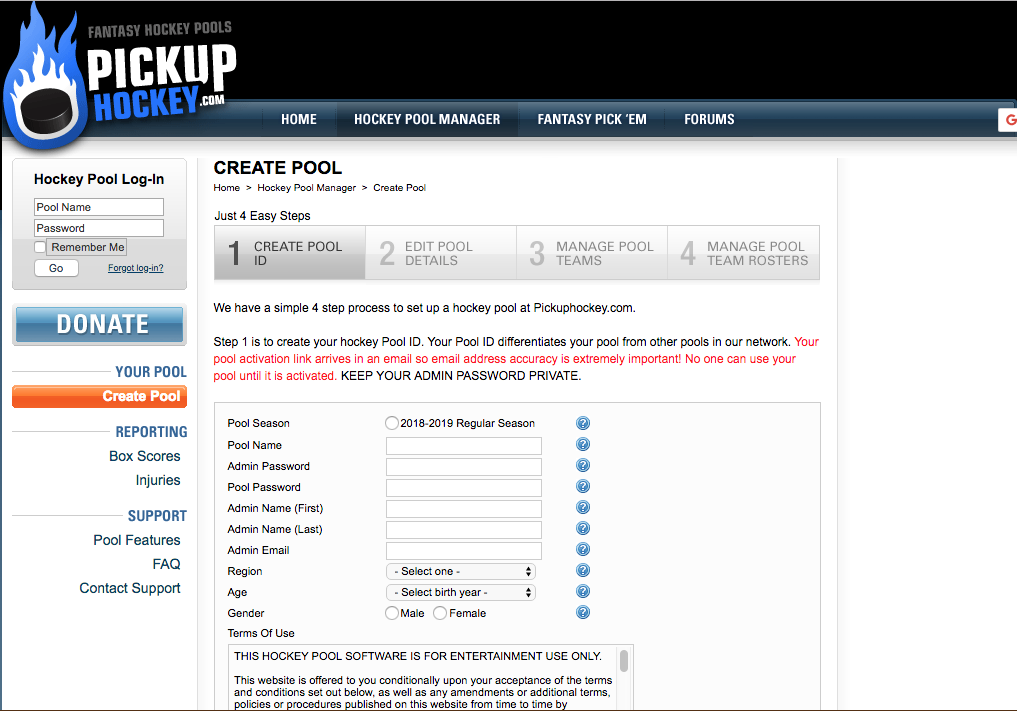 FANTASY HOCKEY POOLS
PICKUP
HOCKEY.COM
HOME
HOCKEY POOL MANAGER
FANTASY PICK 'EM
FORUMS
G
Hockey Pool Log-In
Pool Name
Password
Remember Me
Go
Forgot log-in?
DONATE
YOUR POOL
Create Pool
REPORTING
Box Scores
Injuries
SUPPORT
Pool Features
FAQ
Contact Support
CREATE POOL
Home > Hockey Pool Manager > Create Pool
Just 4 Easy Steps
1 CREATE POOL
ID
2 EDIT POOL
DETAILS
3 MANAGE POOL
TEAMS
4 MANAGE POOL
TEAM ROSTERS
We have a simple 4 step process to set up a hockey pool at Pickuphockey.com.
Step 1 is to create your hockey Pool ID. Your Pool ID differentiates your pool from other pools in our network. Your
pool activation link arrives in an email so email address accuracy is extremely important! No one can use your
pool until it is activated. KEEP YOUR ADMIN PASSWORD PRIVATE.
Pool Season 2018-2019 Regular Season ?
Pool Name ?
Admin Password ?
Pool Password ?
Admin Name (First) ?
Admin Name (Last) ?
Admin Email ?
Region - Select one - ?
Age - Select birth year - ?
Gender Male Female ?
Terms Of Use
THIS HOCKEY POOL SOFTWARE IS FOR ENTERTAINMENT USE ONLY.
This website is offered to you conditionally upon your acceptance of the terms
and conditions set out below, as well as any amendments or additional terms,
policies or procedures published on this website from time to time by